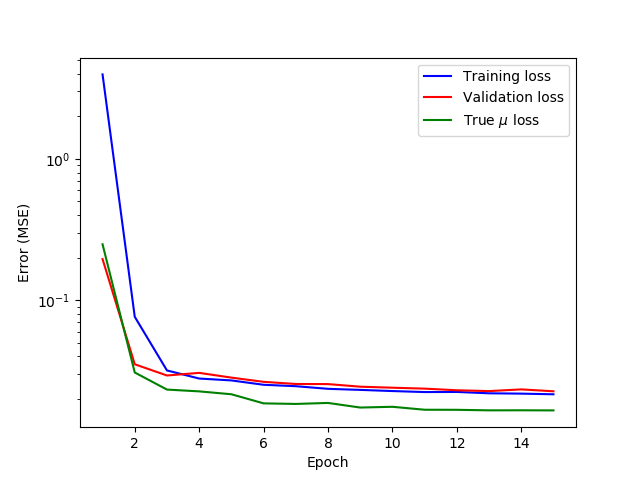 Training loss
Validation loss
True μ loss
10⁰
10⁻¹
Error (MSE)
2 4 6 8 10 12 14
Epoch